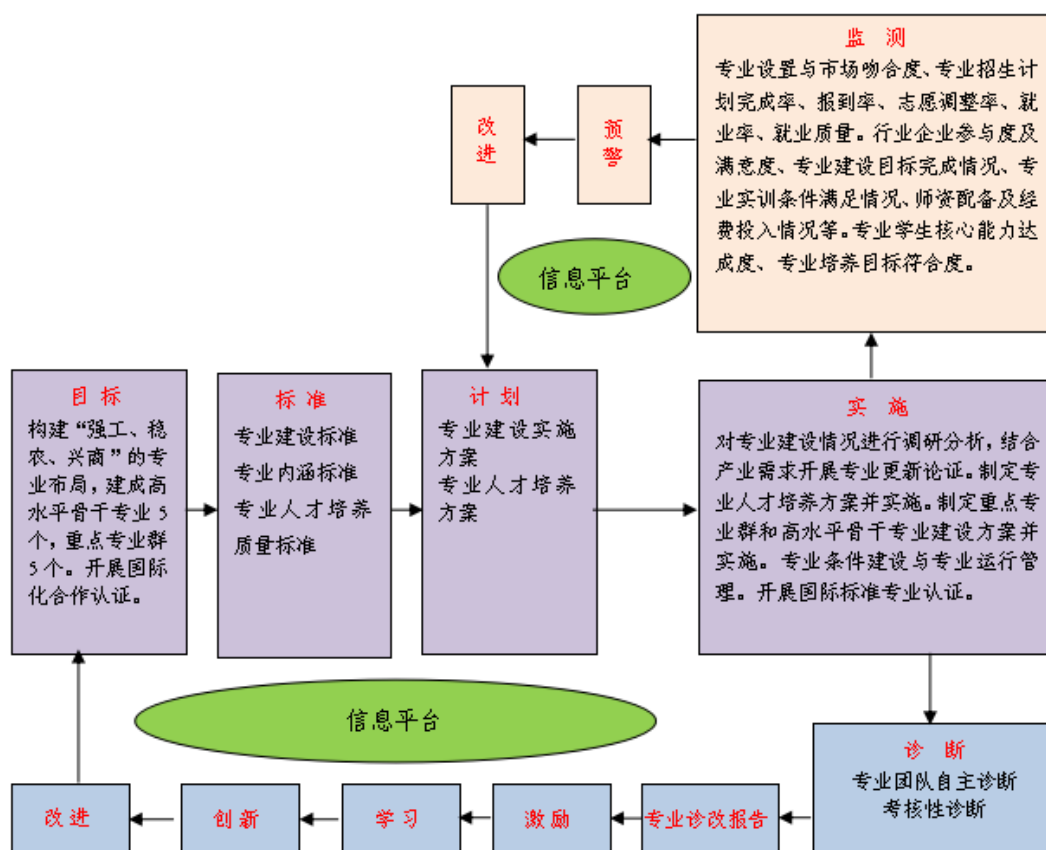 监 测
专业设置与市场吻合度、专业招生计
划完成率、报到率、志愿调整率、就
业率、就业质量。行业企业参与度及
满意度、专业建设目标完成情况、专
业实训条件满足情况、师资配备及经
费投入情况等。专业学生核心能力达
成度、专业培养目标符合度。
预
警
改
进
信息平台
目 标
构建“强工、稳
农、兴商”的专
业布局，建成高
水平骨干专业 5
个，重点专业群
5 个。开展国际
化合作认证。
标 准
专业建设标准
专业内涵标准
专业人才培养
质量标准
计 划
专业建设实施
方案
专业人才培养
方案
实 施
对专业建设情况进行调研分析，结合
产业需求开展专业更新论证。制定专
业人才培养方案并实施。制定重点专
业群和高水平骨干专业建设方案并
实施。专业条件建设与专业运行管
理。开展国际标准专业认证。
信息平台
诊 断
专业团队自主诊断
考核性诊断
专业诊改报告
激励
学习
创新
改进